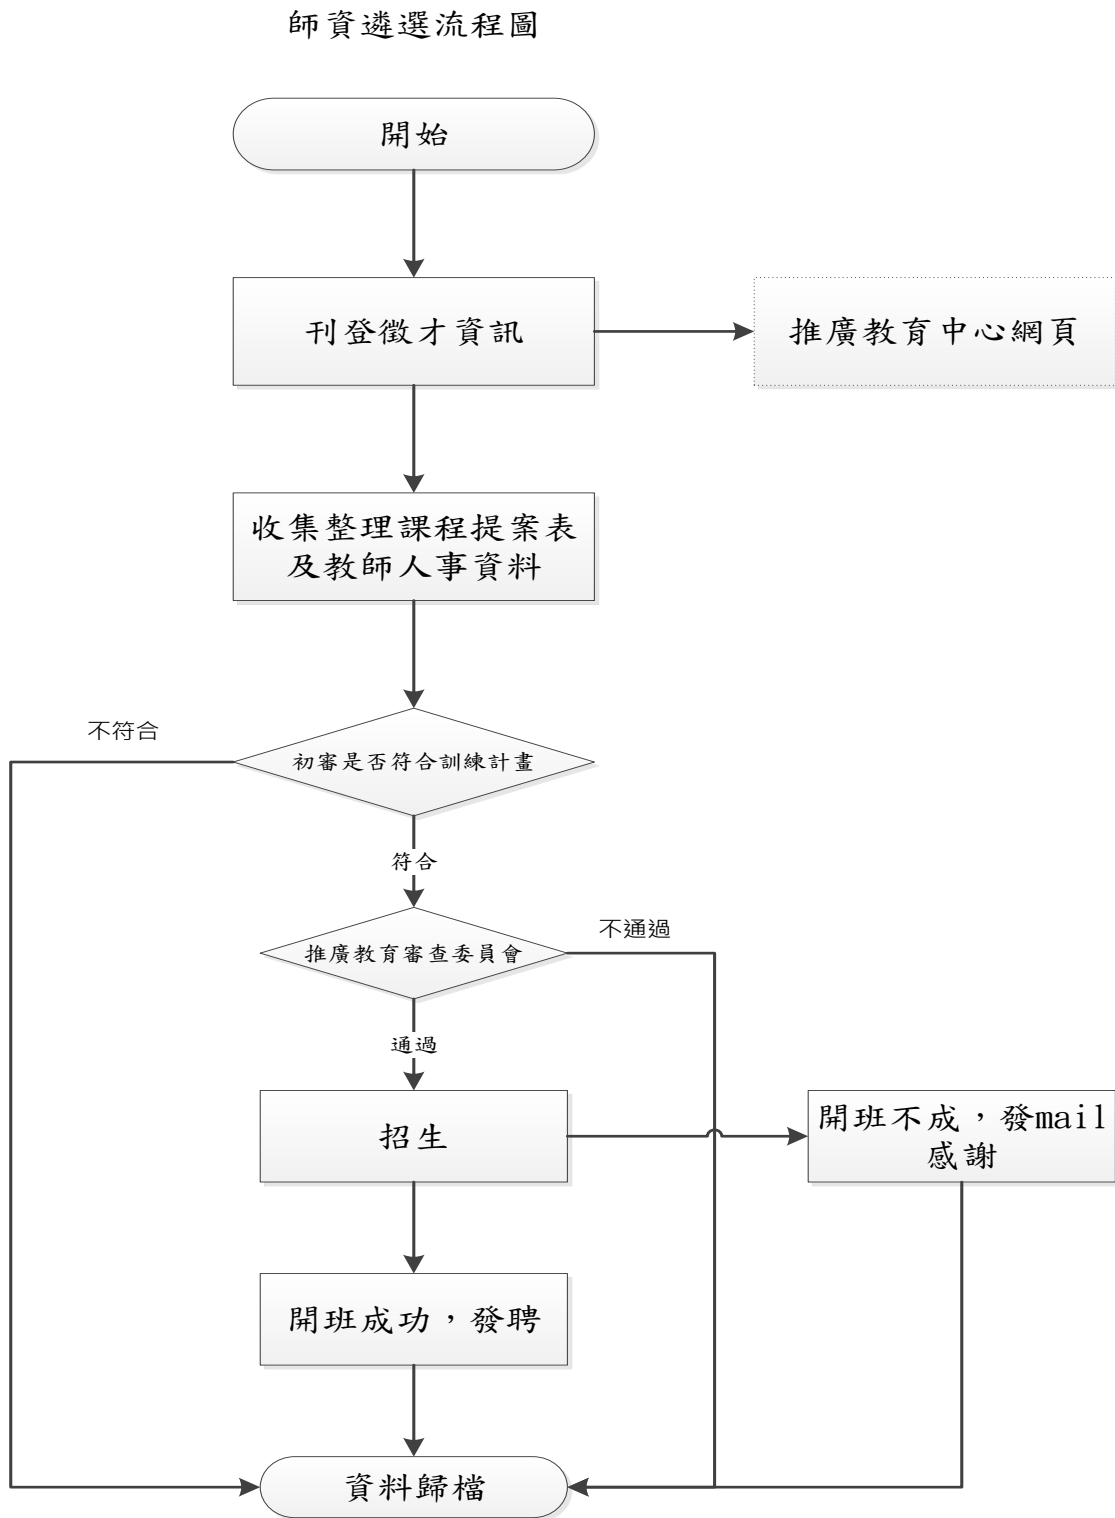 師資遴選流程圖
開始
刊登徵才資訊
推廣教育中心網頁
收集整理課程提案表
及教師人事資料
不符合
初審是否符合訓練計畫
符合
不通過
推廣教育審查委員會
通過
招生
開班不成，發mail
感謝
開班成功，發聘
資料歸檔